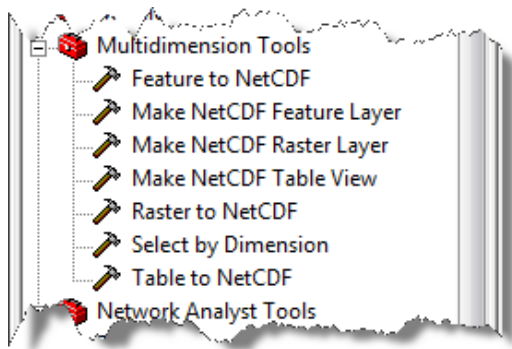 Multidimension Tools
Feature to NetCDF
Make NetCDF Feature Layer
Make NetCDF Raster Layer
Make NetCDF Table View
Raster to NetCDF
Select by Dimension
Table to NetCDF
Network Analyst Tools